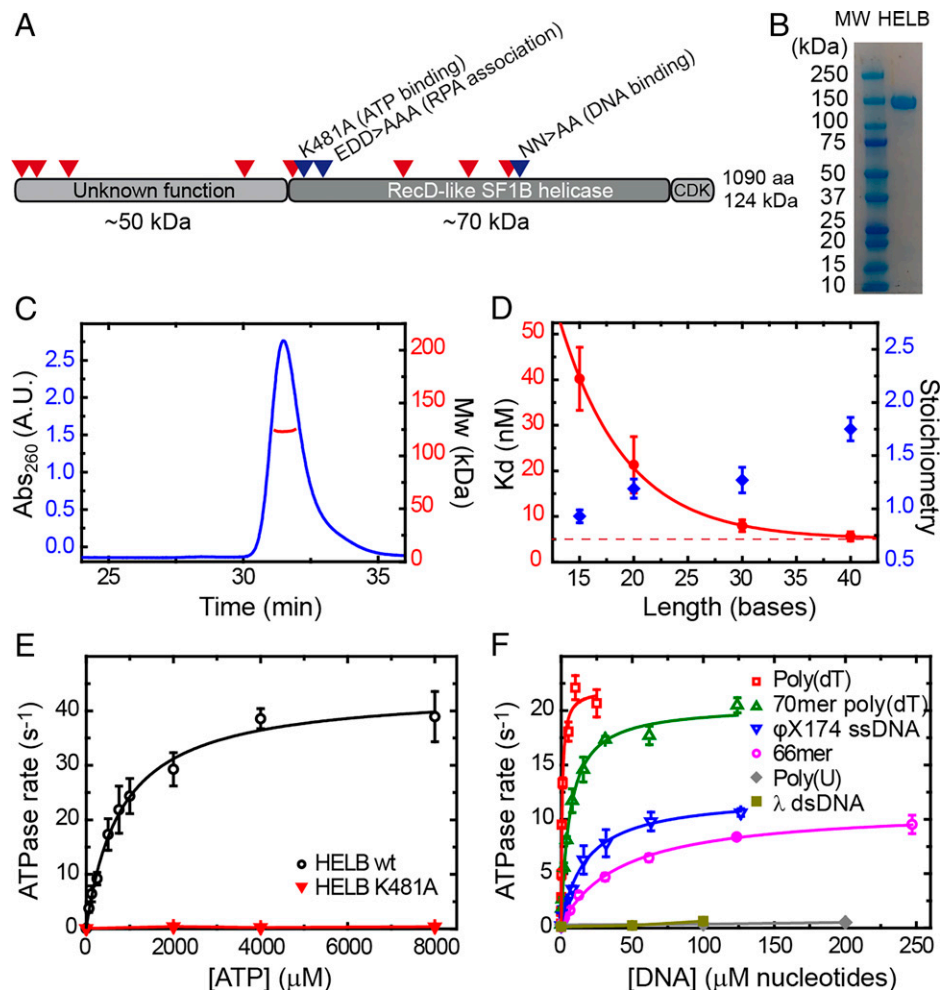 A
K481A (ATP binding)
EDD>AAA (RPA association)
NN>AA (DNA binding)
Unknown function
RecD-like SF1B helicase
CDK
1090 aa
124 kDa
~50 kDa
~70 kDa
B
MW HELB
(kDa)
250
150
100
75
50
37
25
20
15
10
C
Abs260 (A.U.)
2.5
2.0
1.5
1.0
0.5
0.0
Mw (kDa)
200
150
100
50
0
25
30
35
Time (min)
D
Kd (nM)
50
40
30
20
10
0
Stoichiometry
2.5
2.0
1.5
1.0
0.5
15
20
25
30
35
40
Length (bases)
E
ATPase rate (s-1)
40
30
20
10
0
HELB wt
HELB K481A
0
2000
4000
6000
8000
[ATP] (μM)
F
ATPase rate (s-1)
20
15
10
5
0
Poly(dT)
70mer poly(dT)
φX174 ssDNA
66mer
Poly(U)
λ dsDNA
0
50
100
150
200
250
[DNA] (μM nucleotides)